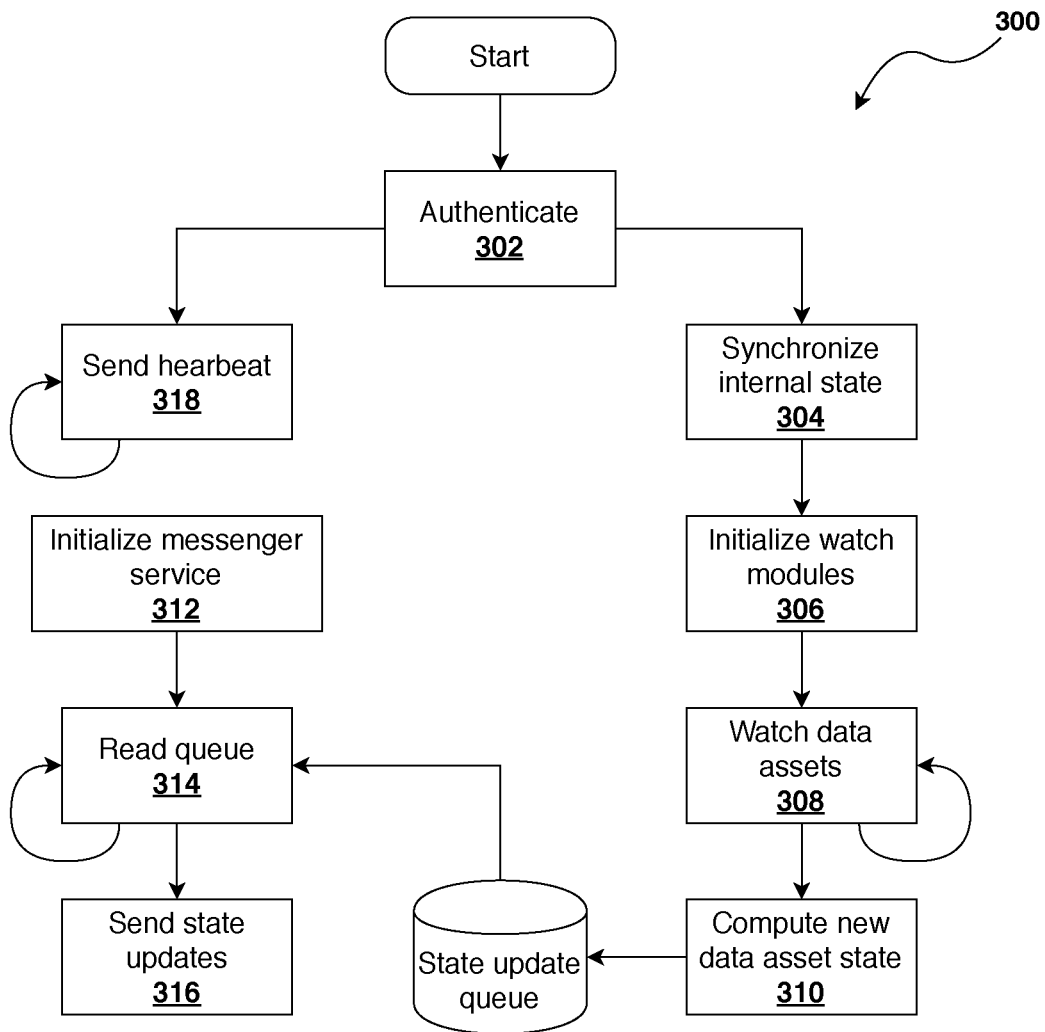 300
Start
Authenticate
302
Send hearbeat
318
Synchronize
internal state
304
Initialize messenger
service
312
Initialize watch
modules
306
Read queue
314
Watch data
assets
308
Send state
updates
316
State update
queue
Compute new
data asset state
310